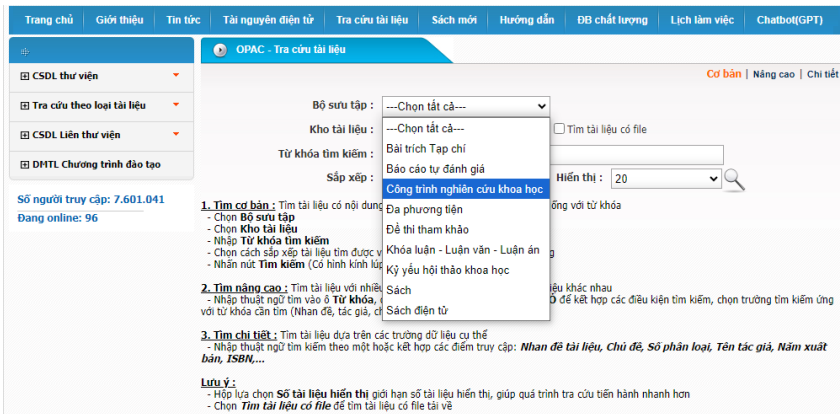 Trang chủ Giới thiệu Tin tức Tài nguyên điện tử Tra cứu tài liệu Sách mới Hướng dẫn ĐB chất lượng Lịch làm việc Chatbot(GPT)
OPAC - Tra cứu tài liệu
CSDL thư viện
Tra cứu theo loại tài liệu
CSDL Liên thư viện
DMTL Chương trình đào tạo
Số người truy cập: 7.601.041
Đang online: 96
Cơ bản | Nâng cao | Chi tiết
Bộ sưu tập : ---Chọn tất cả---
Kho tài liệu : Tìm tài liệu có file
Từ khóa tìm kiếm :
Sắp xếp : Hiển thị : 20
---Chọn tất cả---
Bài trích Tạp chí
Báo cáo tự đánh giá
Công trình nghiên cứu khoa học
Đa phương tiện
Đề thi tham khảo
Khóa luận - Luận văn - Luận án
Kỷ yếu hội thảo khoa học
Sách
Sách điện tử
1. Tìm cơ bản : Tìm tài liệu có nội dung ống với từ khóa
- Chọn Bộ sưu tập
- Chọn Kho tài liệu
- Nhập Từ khóa tìm kiếm
- Chọn cách sắp xếp tài liệu tìm được v g
- Nhấn nút Tìm kiếm (Có hình kính lúp
2. Tìm nâng cao : Tìm tài liệu với nhiều iệu khác nhau
- Nhập thuật ngữ tìm vào ô Từ khóa, để kết hợp các điều kiện tìm kiếm, chọn trường tìm kiếm ứng
với từ khóa cần tìm (Nhan đề, tác giả, ch
3. Tìm chi tiết : Tìm tài liệu dựa trên các trường dữ liệu cụ thể
- Nhập thuật ngữ tìm kiếm theo một hoặc kết hợp các điểm truy cập: Nhan đề tài liệu, Chủ đề, Số phân loại, Tên tác giả, Năm xuất
bản, ISBN,...
Lưu ý :
- Hộp lựa chọn Số tài liệu hiển thị giới hạn số tài liệu hiển thị, giúp quá trình tra cứu tiến hành nhanh hơn
- Chọn Tìm tài liệu có file để tìm tài liệu có file tải về